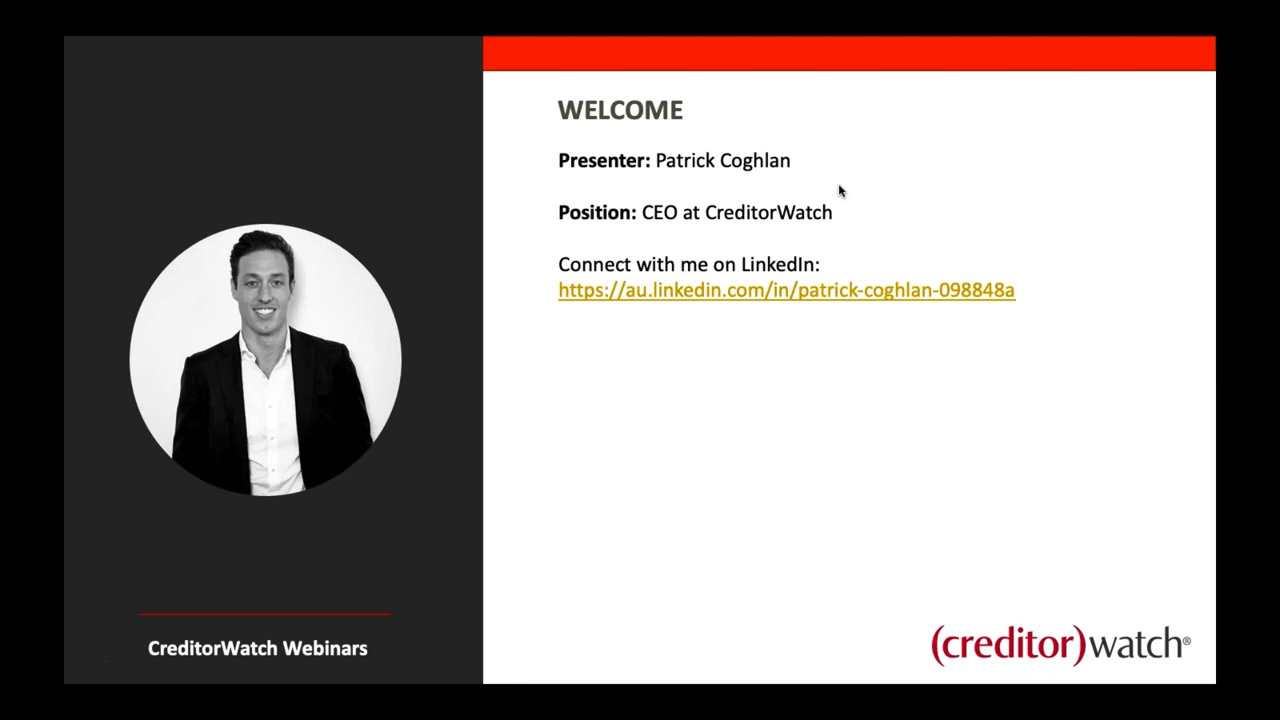 WELCOME
Presenter: Patrick Coghlan
Position: CEO at CreditorWatch
Connect with me on LinkedIn:
https://au.linkedin.com/in/patrick-coghlan-098848a
CreditorWatch Webinars
(creditor)watch®